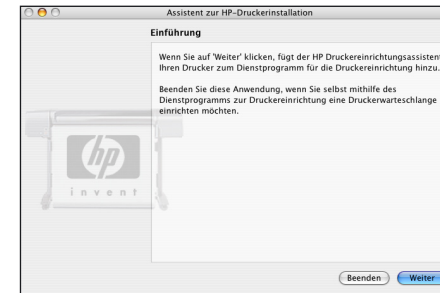 Assistent zur HP-Druckerinstallation
Einführung
Wenn Sie auf 'Weiter' klicken, fügt der HP Druckereinrichtungsassistent
Ihren Drucker zum Dienstprogramm für die Druckereinrichtung hinzu.
Beenden Sie diese Anwendung, wenn Sie selbst mithilfe des
Dienstprogramms zur Druckereinrichtung eine Druckerwarteschlange
einrichten möchten.
hp
invent
Beenden
Weiter